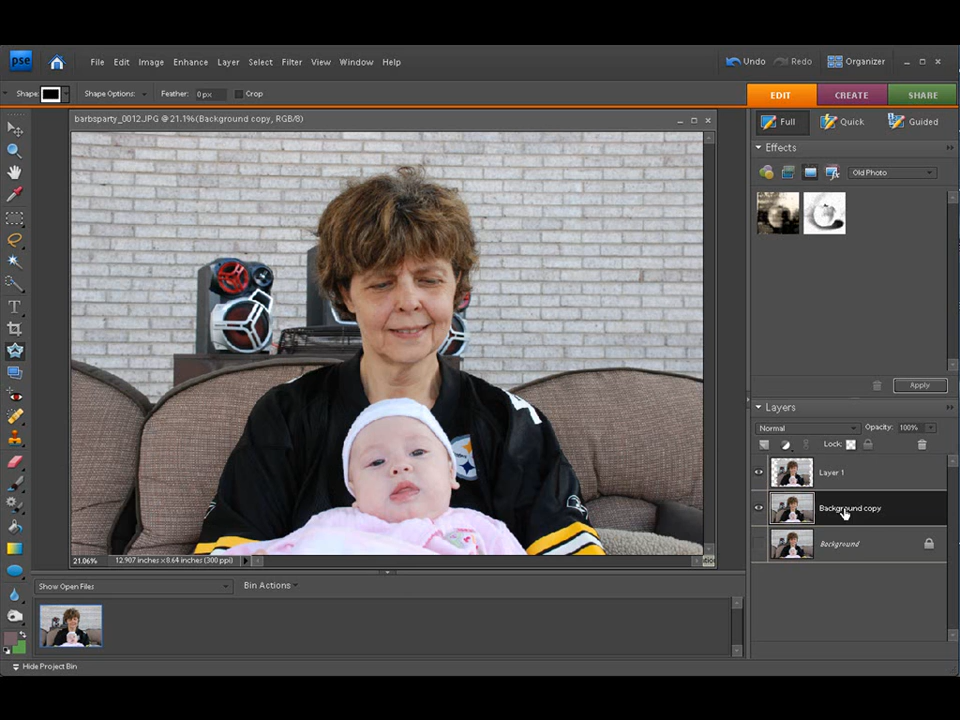 pse File Edit Image Enhance Layer Select Filter View Window Help Undo Redo Organizer
Shape: Shape Options: Feather: 0 px Crop EDIT CREATE SHARE
barbsparty_0012.JPG @ 21.1%(Background copy, RGB/8) Full Quick Guided
Effects
Old Photo
Apply
Layers
Normal Opacity: 100%
Lock:
Layer 1
Background copy
Background
21.06% 12.907 inches x 8.64 inches (300 ppi)
Show Open Files Bin Actions
Hide Project Bin